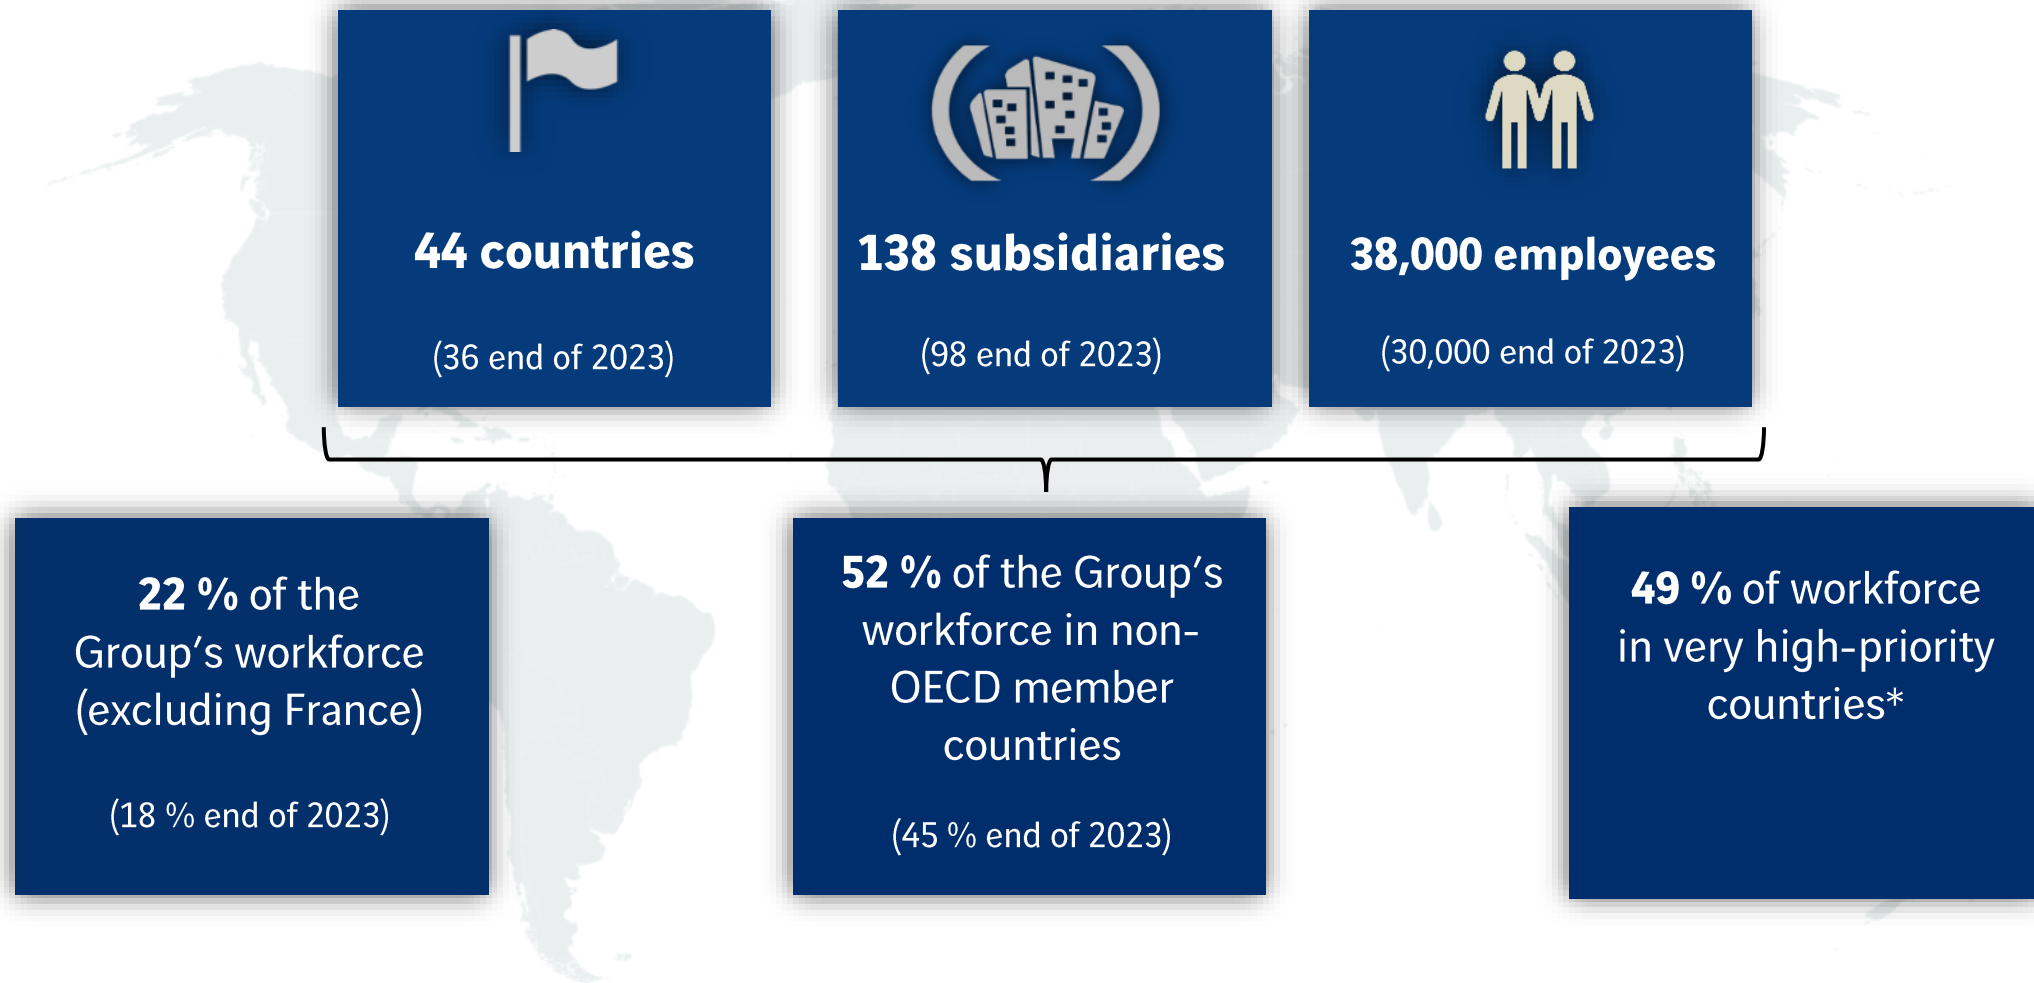 44 countries
(36 end of 2023)
138 subsidiaries
(98 end of 2023)
38,000 employees
(30,000 end of 2023)
22 % of the
Group's workforce
(excluding France)
(18 % end of 2023)
52 % of the Group's
workforce in non-
OECD member
countries
(45 % end of 2023)
49 % of workforce
in very high-priority
countries*